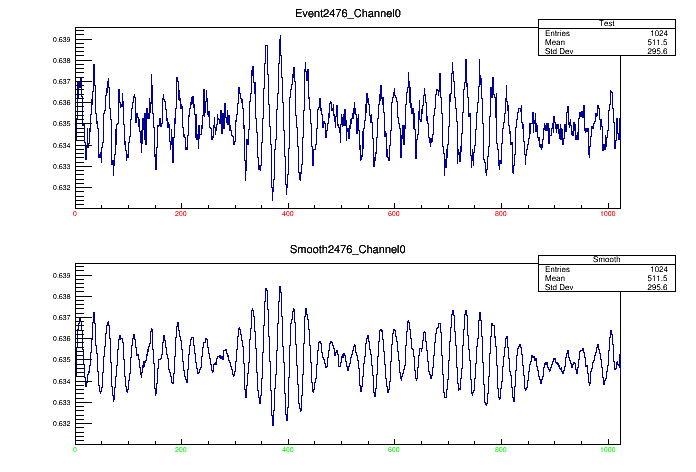 Event2476_Channel0
Test
Entries 1024
Mean 511.5
Std Dev 295.6
0.639
0.638
0.637
0.636
0.635
0.634
0.633
0.632
0 200 400 600 800 1000
Smooth2476_Channel0
Smooth
Entries 1024
Mean 511.5
Std Dev 295.6
0.639
0.638
0.637
0.636
0.635
0.634
0.633
0.632
0 200 400 600 800 1000